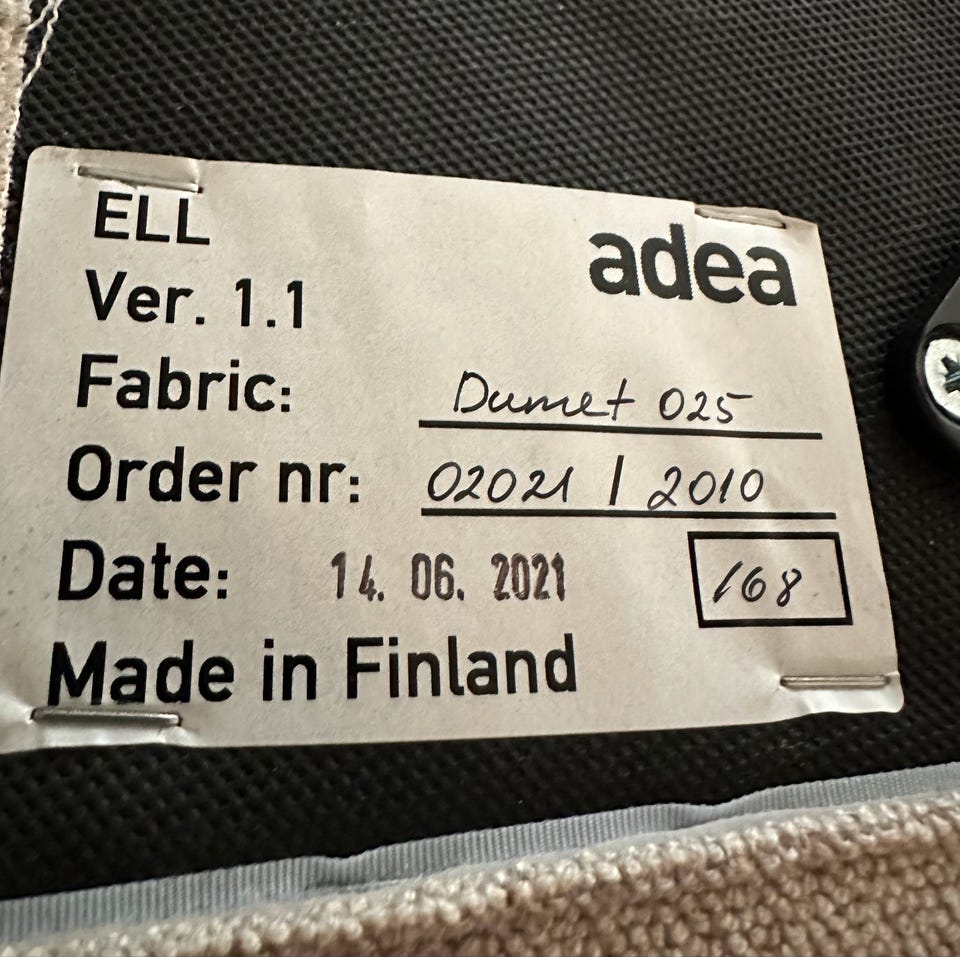 ELL
adea
Ver. 1.1
Fabric: Dumet 025
Order nr: 02021 / 2010
Date: 14. 06. 2021
168
Made in Finland